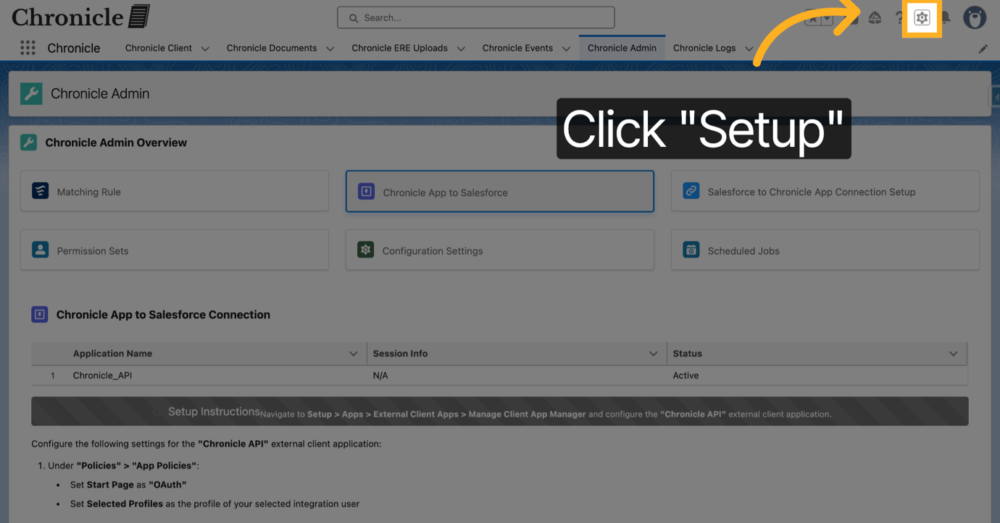 Chronicle
Search...
?
Chronicle
Chronicle Client
Chronicle Documents
Chronicle ERE Uploads
Chronicle Events
Chronicle Admin
Chronicle Logs
Chronicle Admin
Click "Setup"
Chronicle Admin Overview
Matching Rule
Chronicle App to Salesforce
Salesforce to Chronicle App Connection Setup
Permission Sets
Configuration Settings
Scheduled Jobs
Chronicle App to Salesforce Connection
Application Name Session Info Status
1 Chronicle_API N/A Active
Setup Instructions Navigate to Setup > Apps > External Client Apps > Manage Client App Manager and configure the "Chronicle API" external client application.
Configure the following settings for the "Chronicle API" external client application:
1. Under "Policies" > "App Policies":
• Set Start Page as "OAuth"
• Set Selected Profiles as the profile of your selected integration user